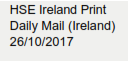 HSE Ireland Print
Daily Mail (Ireland)
26/10/2017